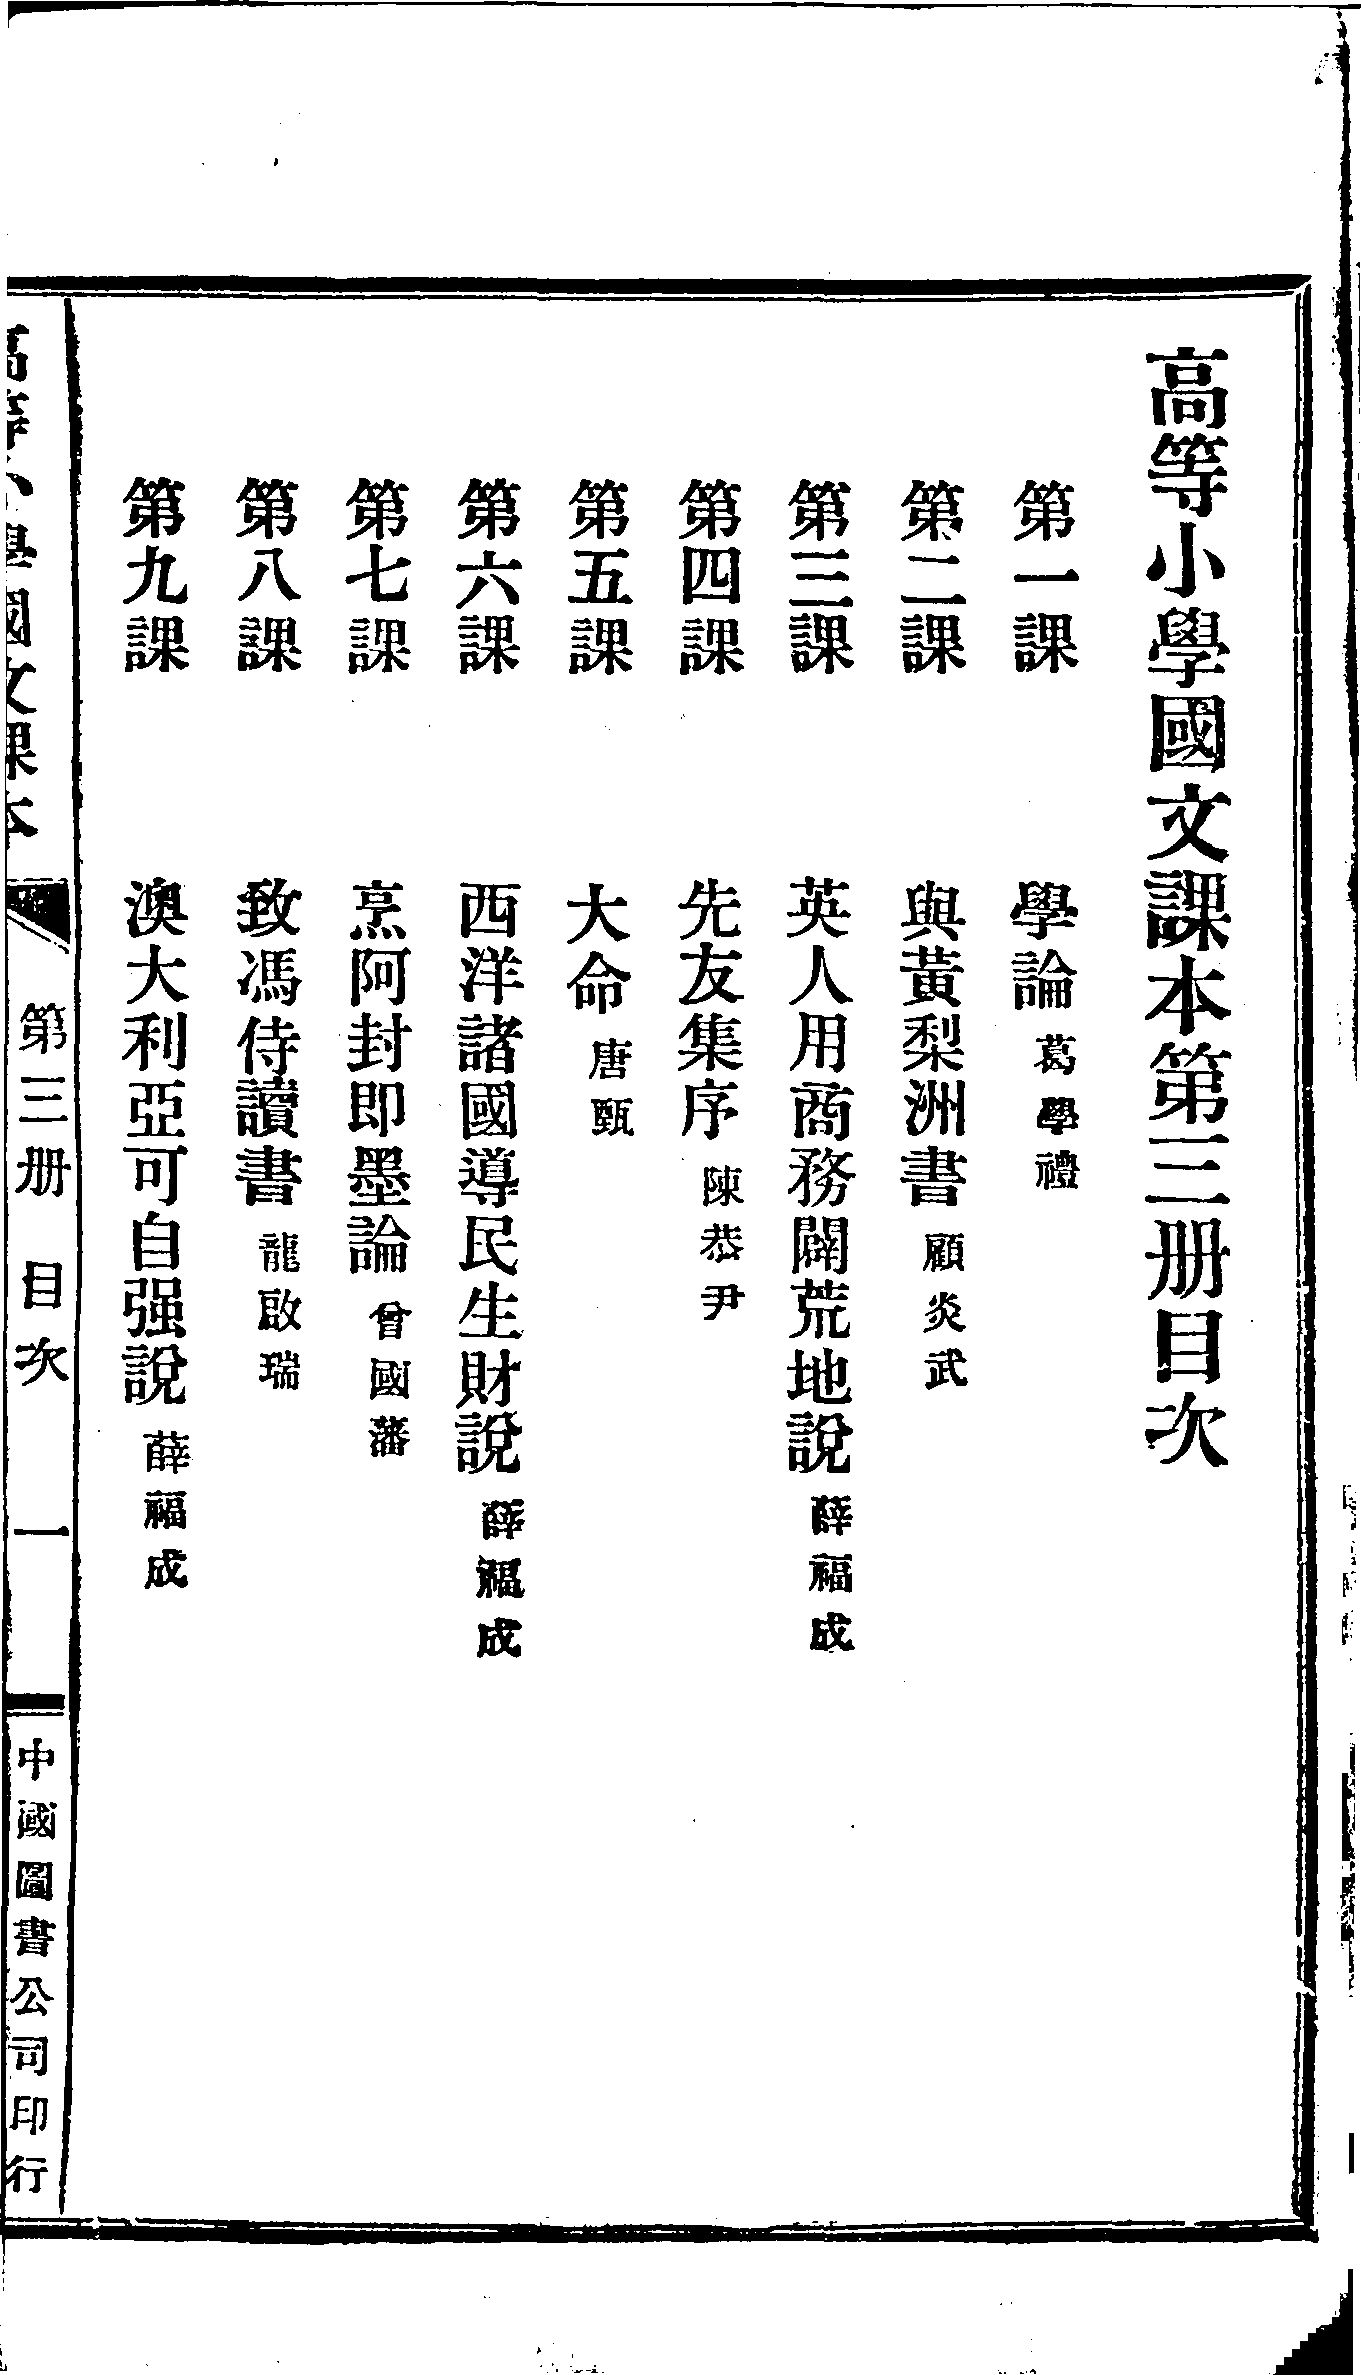 高等小學國文課本第三册目次
第一課 學論 葛學禮
第二課 與黃梨洲書 顧炎武
第三課 英人用商務闢荒地說 薛福成
第四課 先友集序 陳恭尹
第五課 大命 唐甄
第六課 西洋諸國導民生財說 薛福成
第七課 烹阿封即墨論 曾國藩
第八課 致馮侍讀書 龍啟瑞
第九課 澳大利亞可自强說 薛福成
高等小學國文課本 第三册 目次 一 中國圖書公司印行